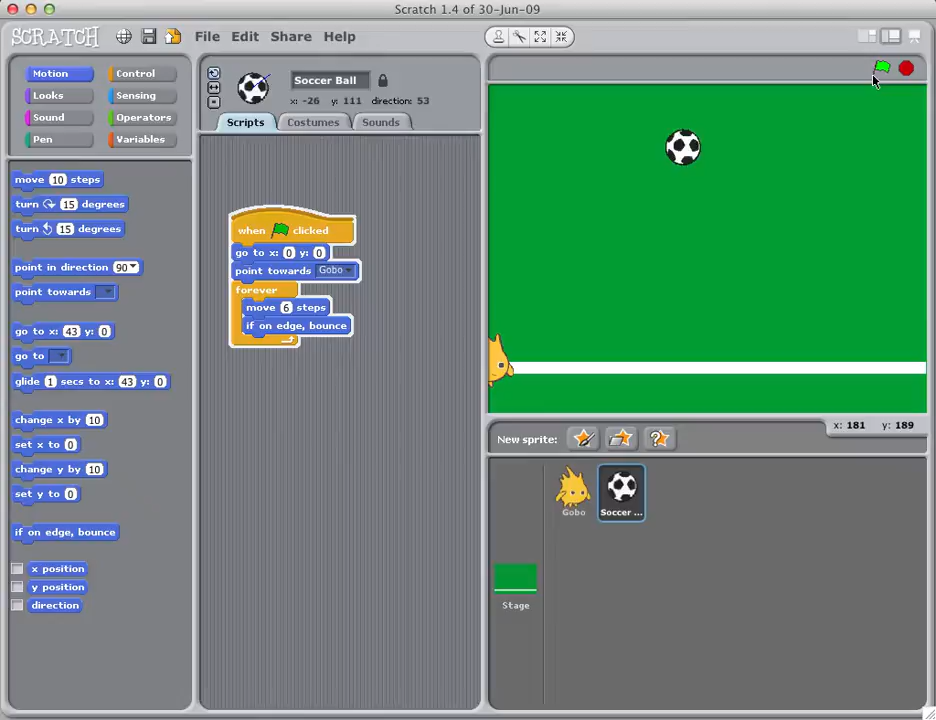 Scratch 1.4 of 30-Jun-09
SCRATCH File Edit Share Help
Motion Control
Looks Sensing
Sound Operators
Pen Variables
Soccer Ball
x: -26 y: 111 direction: 53
Scripts Costumes Sounds
move 10 steps
turn 15 degrees
turn 15 degrees
point in direction 90
point towards
go to x: 43 y: 0
go to
glide 1 secs to x: 43 y: 0
change x by 10
set x to 0
change y by 10
set y to 0
if on edge, bounce
x position
y position
direction
when clicked
go to x: 0 y: 0
point towards Gobo
forever
move 6 steps
if on edge, bounce
x: 181 y: 189
New sprite:
Gobo
Soccer ...
Stage